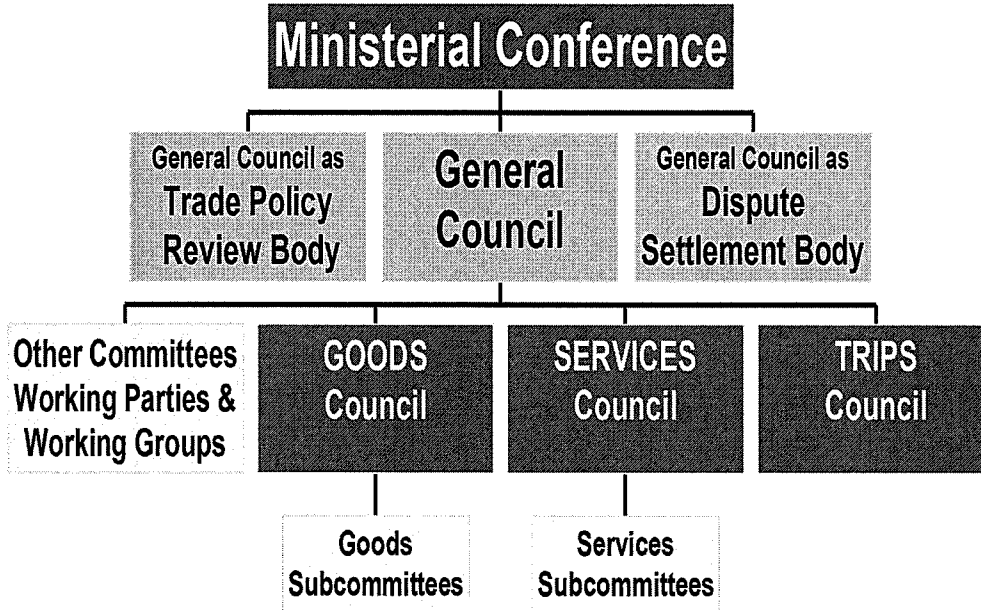 Ministerial Conference
General Council as
Trade Policy
Review Body
General
Council
General Council as
Dispute
Settlement Body
Other Committees
Working Parties &
Working Groups
GOODS
Council
SERVICES
Council
TRIPS
Council
Goods
Subcommittees
Services
Subcommittees